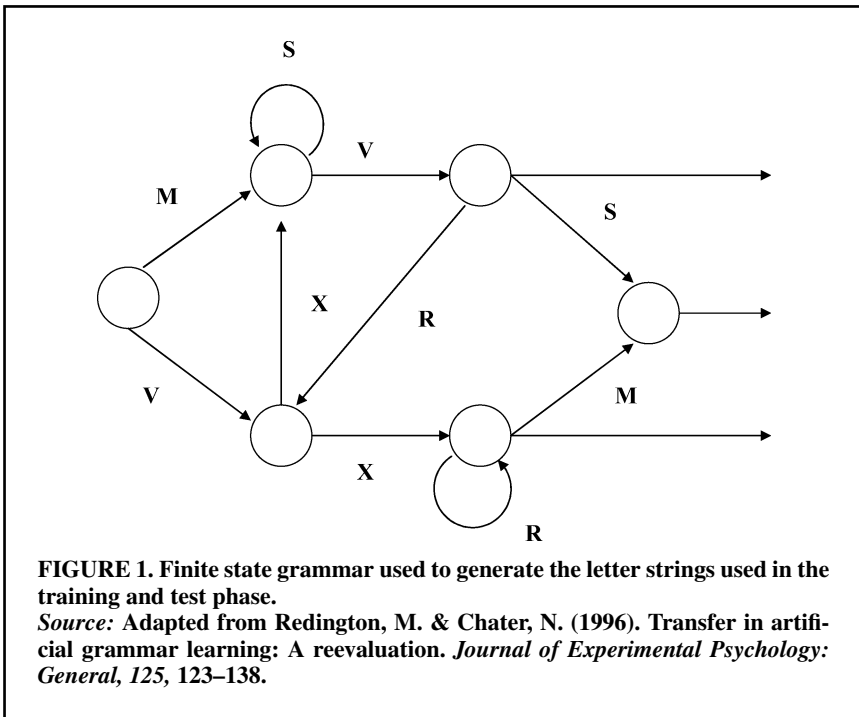 S
V
M
S
X
R
V
M
X
R
FIGURE 1. Finite state grammar used to generate the letter strings used in the
training and test phase.
Source: Adapted from Redington, M. & Chater, N. (1996). Transfer in artifi-
cial grammar learning: A reevaluation. Journal of Experimental Psychology:
General, 125, 123–138.